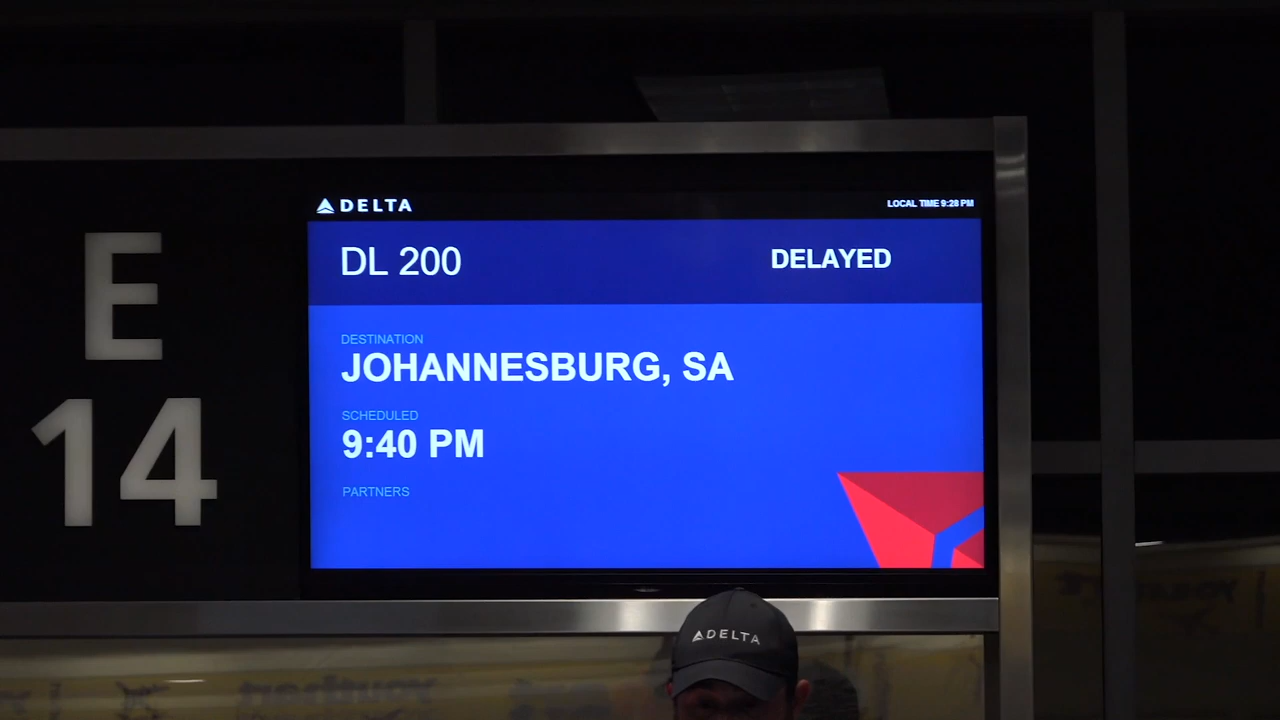 DELTA
LOCAL TIME 9:28 PM
DL 200
DELAYED
E
14
DESTINATION
JOHANNESBURG, SA
SCHEDULED
9:40 PM
PARTNERS
DELTA